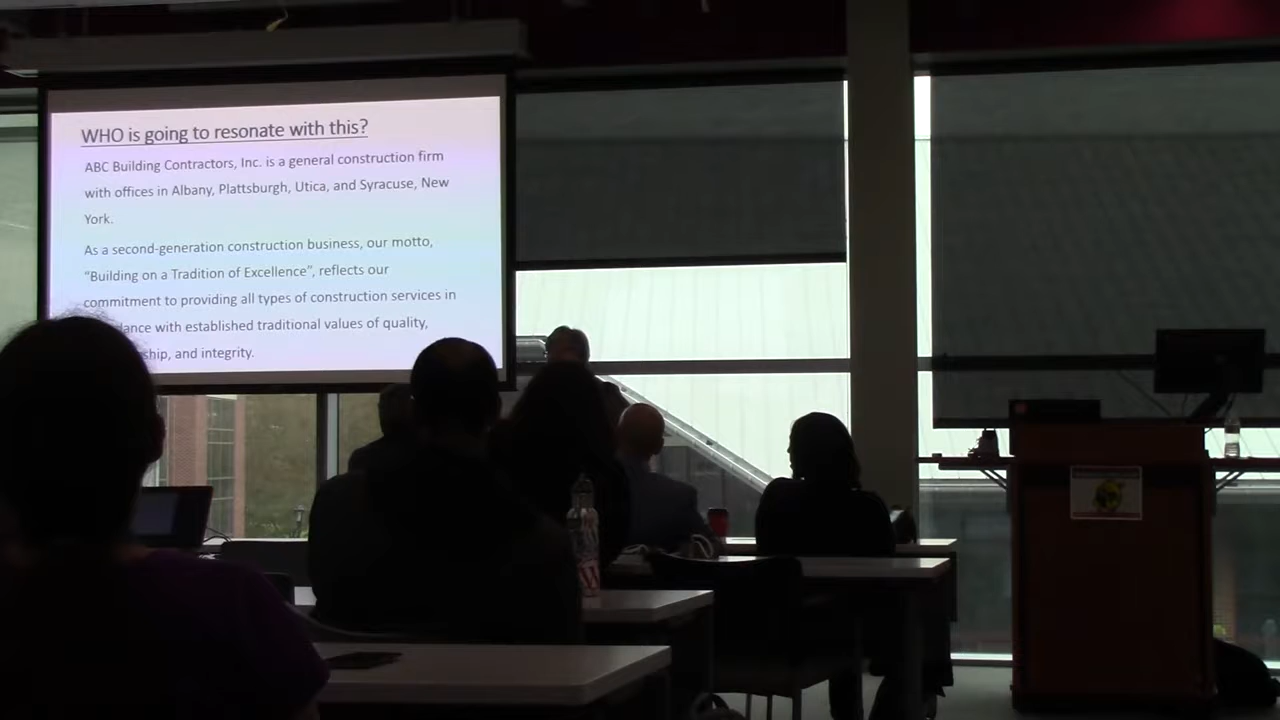 WHO is going to resonate with this?
ABC Building Contractors, Inc. is a general construction firm
with offices in Albany, Plattsburgh, Utica, and Syracuse, New
York.
As a second-generation construction business, our motto,
“Building on a Tradition of Excellence”, reflects our
commitment to providing all types of construction services in
with established traditional values of quality,
and integrity.